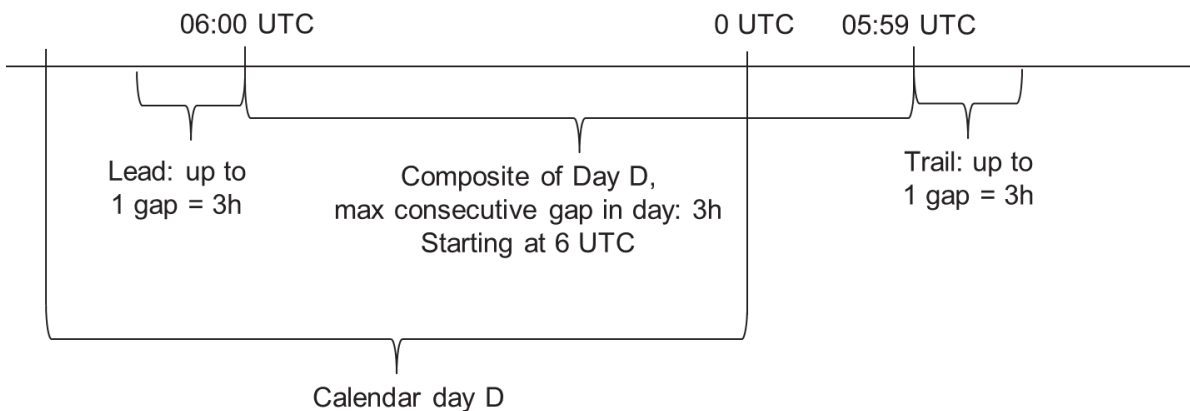 06:00 UTC
0 UTC
05:59 UTC
Lead: up to
1 gap = 3h
Composite of Day D,
max consecutive gap in day: 3h
Starting at 6 UTC
Trail: up to
1 gap = 3h
Calendar day D